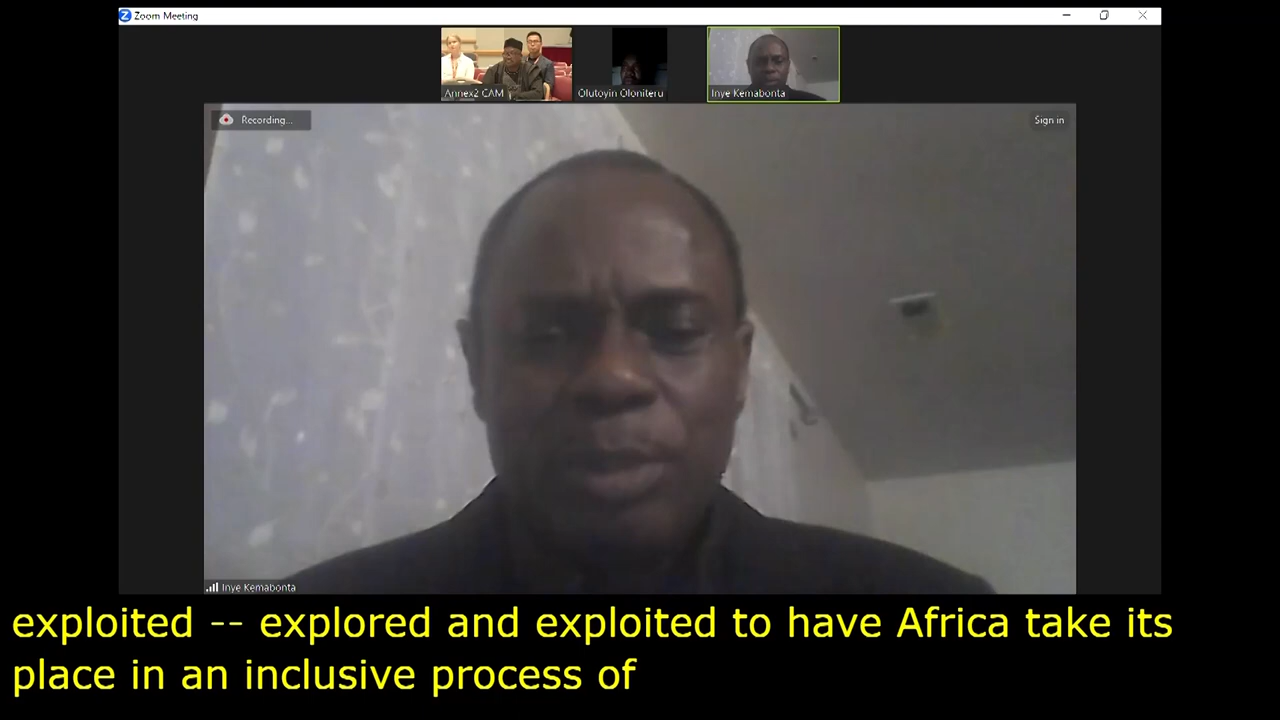 Zoom Meeting
Annex2 CAM
Olutoyin Oloniteru
Inye Kemabonta
Recording...
Sign in
Inye Kemabonta
exploited -- explored and exploited to have Africa take its
place in an inclusive process of